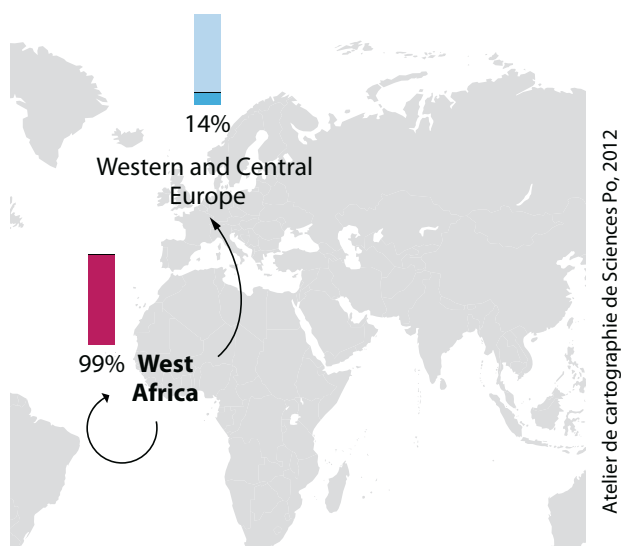 14%
Western and Central
Europe
99%
West
Africa
Atelier de cartographie de Sciences Po, 2012